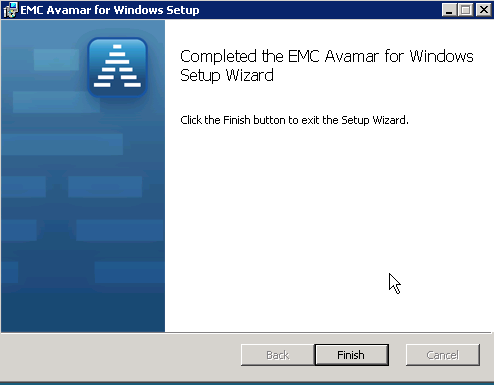 EMC Avamar for Windows Setup
Completed the EMC Avamar for Windows
Setup Wizard
Click the Finish button to exit the Setup Wizard.
Back
Finish
Cancel